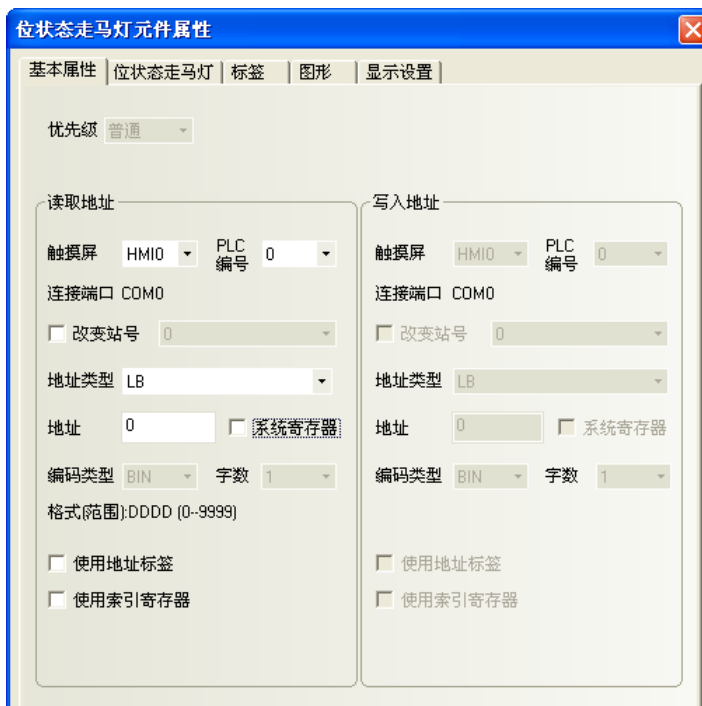 位状态走马灯元件属性
基本属性 位状态走马灯 标签 图形 显示设置
优先级 普通
读取地址
触摸屏 HMI0 PLC编号 0
连接端口 COM0
改变站号 0
地址类型 LB
地址 0 系统寄存器
编码类型 BIN 字数 1
格式(范围):DDDD (0--9999)
使用地址标签
使用索引寄存器
写入地址
触摸屏 HMI0 PLC编号 0
连接端口 COM0
改变站号 0
地址类型 LB
地址 0 系统寄存器
编码类型 BIN 字数 1
使用地址标签
使用索引寄存器